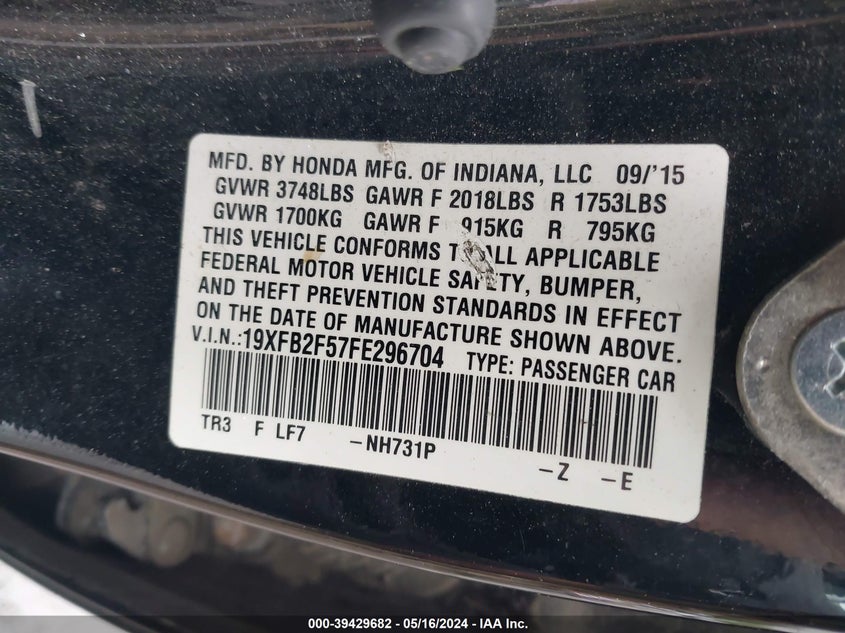 MFD. BY HONDA MFG. OF INDIANA, LLC 09/'15
GVWR 3748LBS GAWR F 2018LBS R 1753LBS
GVWR 1700KG GAWR F 915KG R 795KG
THIS VEHICLE CONFORMS TO ALL APPLICABLE
FEDERAL MOTOR VEHICLE SAFETY, BUMPER,
AND THEFT PREVENTION STANDARDS IN EFFECT
ON THE DATE OF MANUFACTURE SHOWN ABOVE.
V.I.N.:19XFB2F57FE296704 TYPE: PASSENGER CAR
TR3 F LF7 -NH731P -Z -E
000-39429682 - 05/16/2024 - IAA Inc.